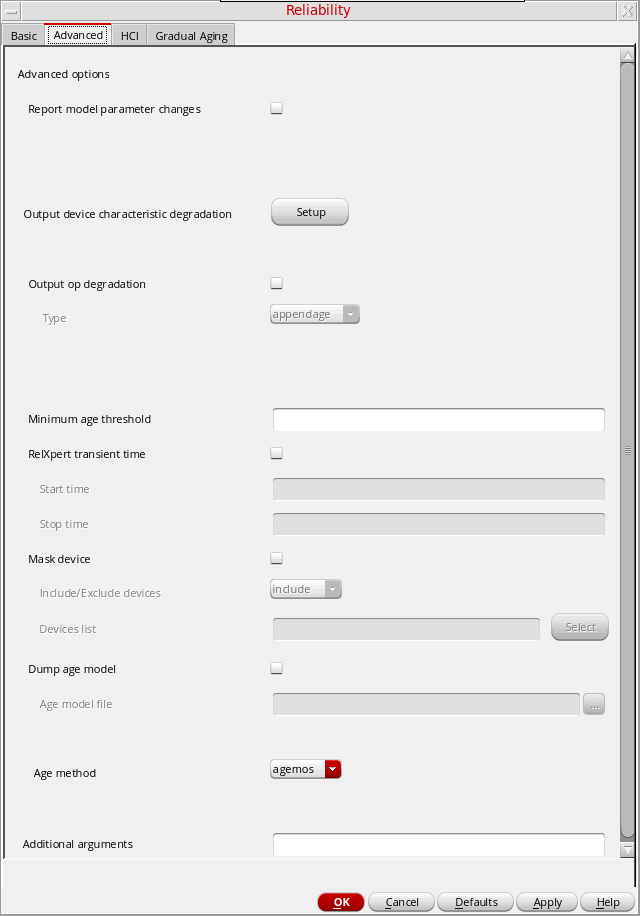 Reliability
Basic Advanced HCI Gradual Aging
Advanced options
Report model parameter changes
Output device characteristic degradation Setup
Output op degradation
Type appendage
Minimum age threshold
RelXpert transient time
Start time
Stop time
Mask device
Include/Exclude devices include
Devices list Select
Dump age model
Age model file ...
Age method agemos
Additional arguments
OK Cancel Defaults Apply Help